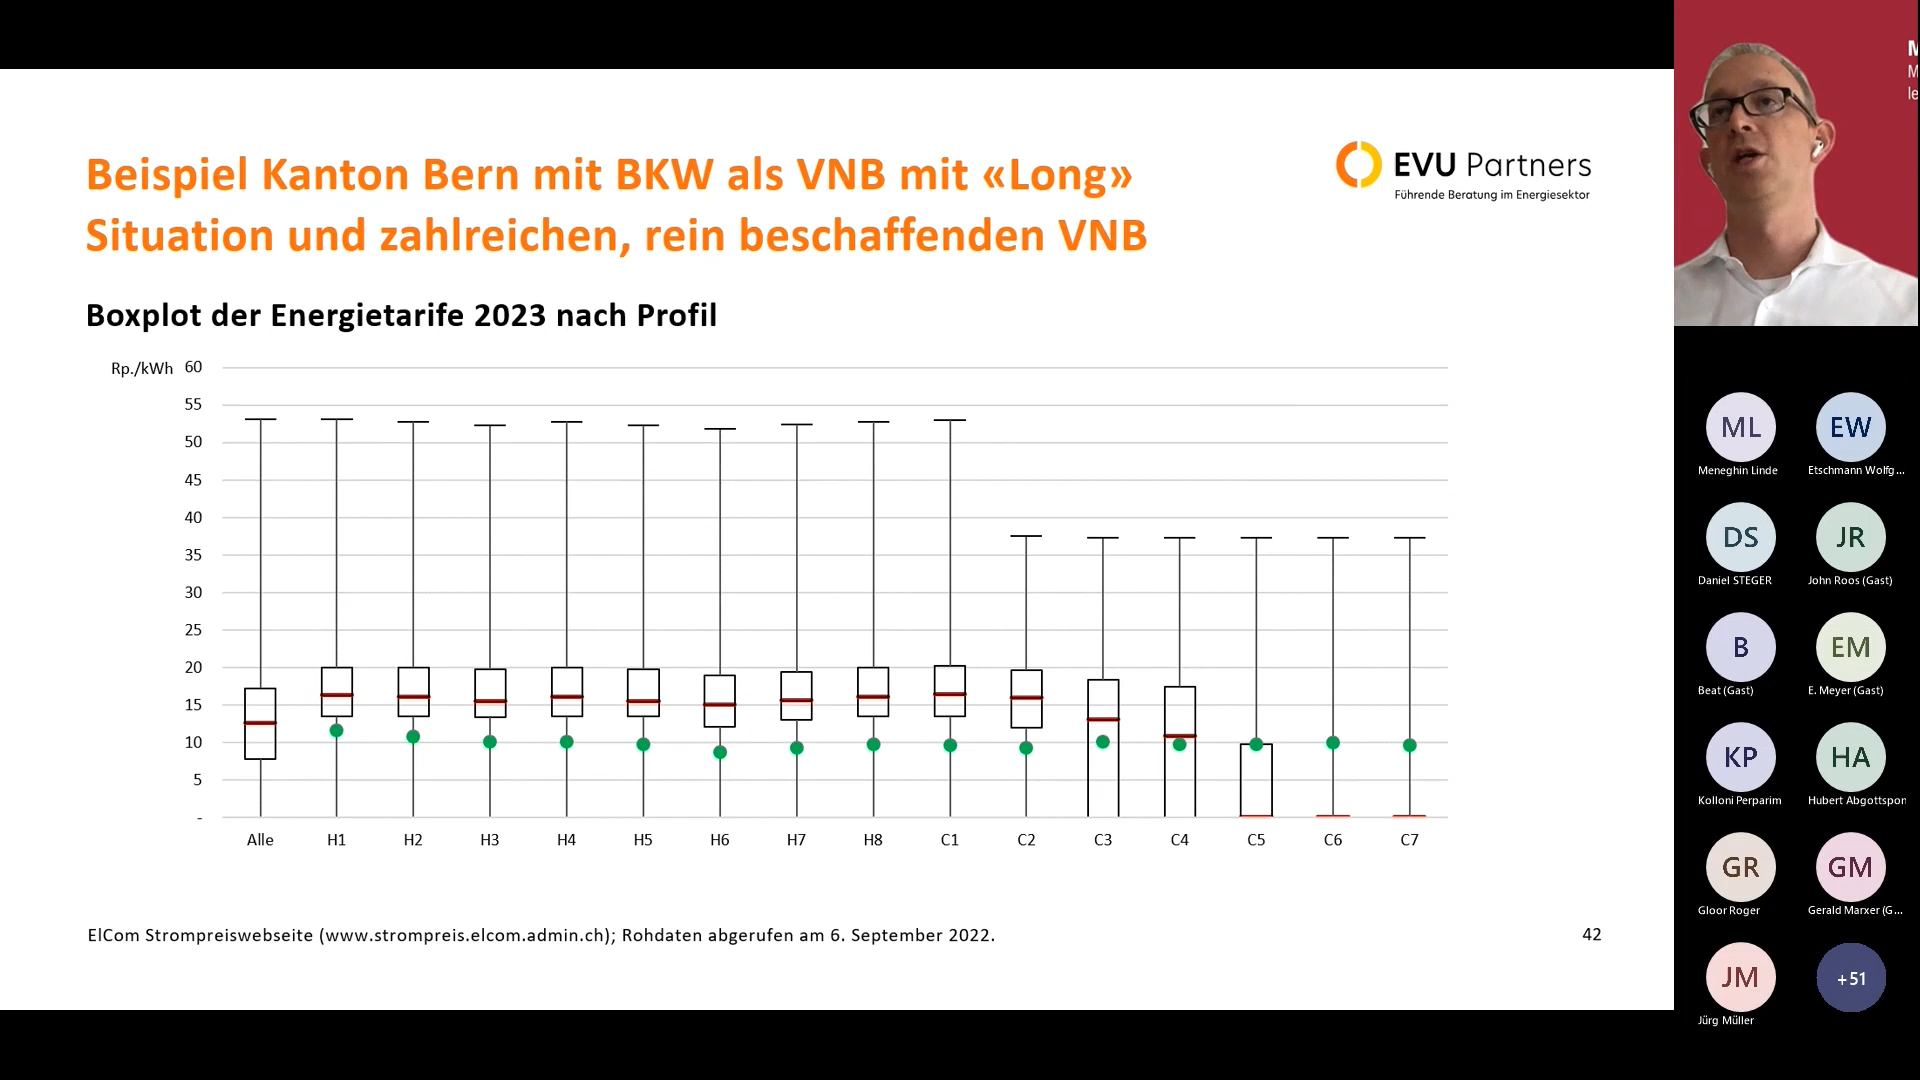 Beispiel Kanton Bern mit BKW als VNB mit «Long»
Situation und zahlreichen, rein beschaffenden VNB
EVU Partners
Führende Beratung im Energiesektor
Boxplot der Energietarife 2023 nach Profil
Rp./kWh
60
55
50
45
40
35
30
25
20
15
10
5
-
Alle H1 H2 H3 H4 H5 H6 H7 H8 C1 C2 C3 C4 C5 C6 C7
ElCom Strompreiswebseite (www.strompreis.elcom.admin.ch); Rohdaten abgerufen am 6. September 2022.
42
ML
Meneghin Linde
EW
Etschmann Wolfg...
DS
Daniel STEGER
JR
John Roos (Gast)
B
Beat (Gast)
EM
E. Meyer (Gast)
KP
Kolloni Perparim
HA
Hubert Abgottspon
GR
Gloor Roger
GM
Gerald Marxer (G...
JM
Jürg Müller
+51